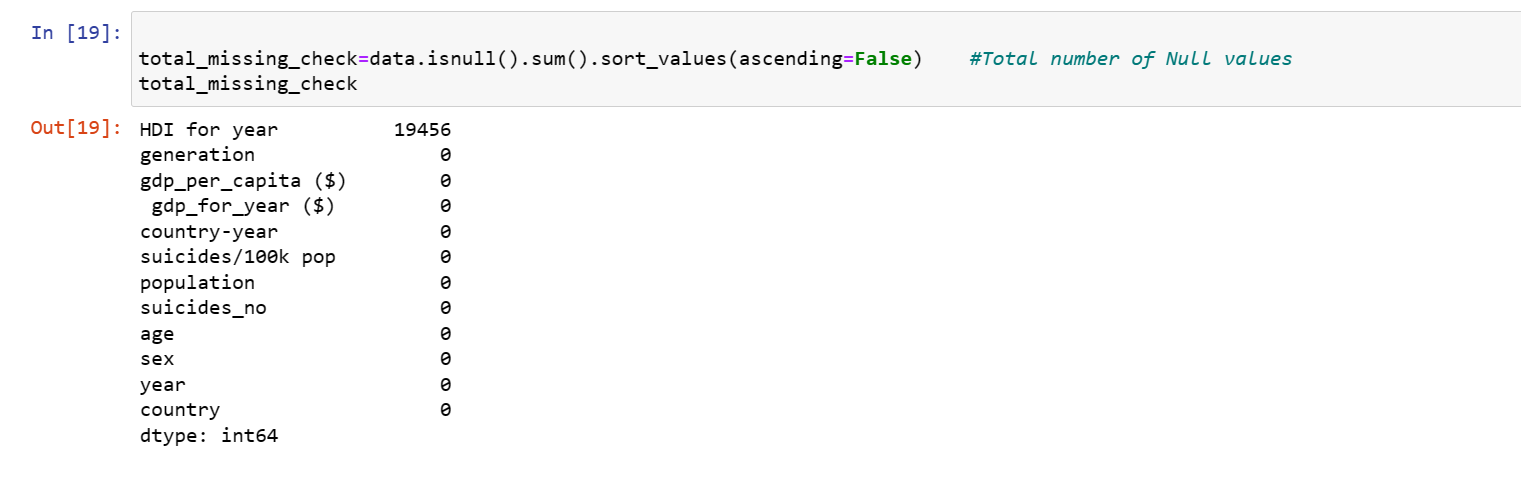 In [19]:
total_missing_check=data.isnull().sum().sort_values(ascending=False)    #Total number of Null values
total_missing_check
Out[19]: HDI for year          19456
generation                0
gdp_per_capita ($)        0
 gdp_for_year ($)         0
country-year              0
suicides/100k pop         0
population                0
suicides_no               0
age                       0
sex                       0
year                      0
country                   0
dtype: int64